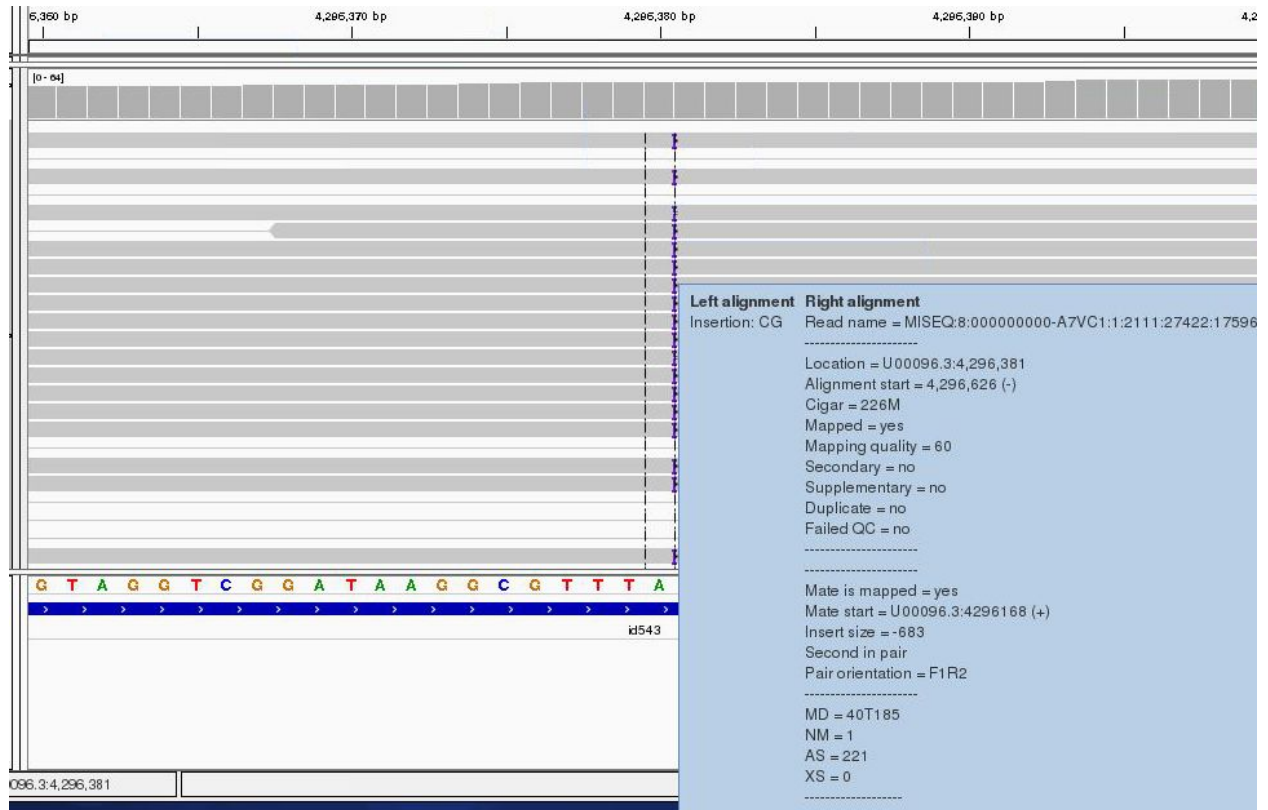 6,360 bp 4,296,370 bp 4,296,380 bp 4,296,390 bp 4,2
[0 - 64]
Left alignment Right alignment
Insertion: CG Read name = MISEQ:8:000000000-A7VC1:1:2111:27422:17596
---------------------
Location = U00096.3:4,296,381
Alignment start = 4,296,626 (-)
Cigar = 226M
Mapped = yes
Mapping quality = 60
Secondary = no
Supplementary = no
Duplicate = no
Failed QC = no
---------------------
---------------------
Mate is mapped = yes
Mate start = U00096.3:4296168 (+)
Insert size = -683
Second in pair
Pair orientation = F1R2
---------------------
MD = 40T185
NM = 1
AS = 221
XS = 0
-------------------
G T A G G T C G G A T A A G G C G T T T A
id543
096.3:4,296,381